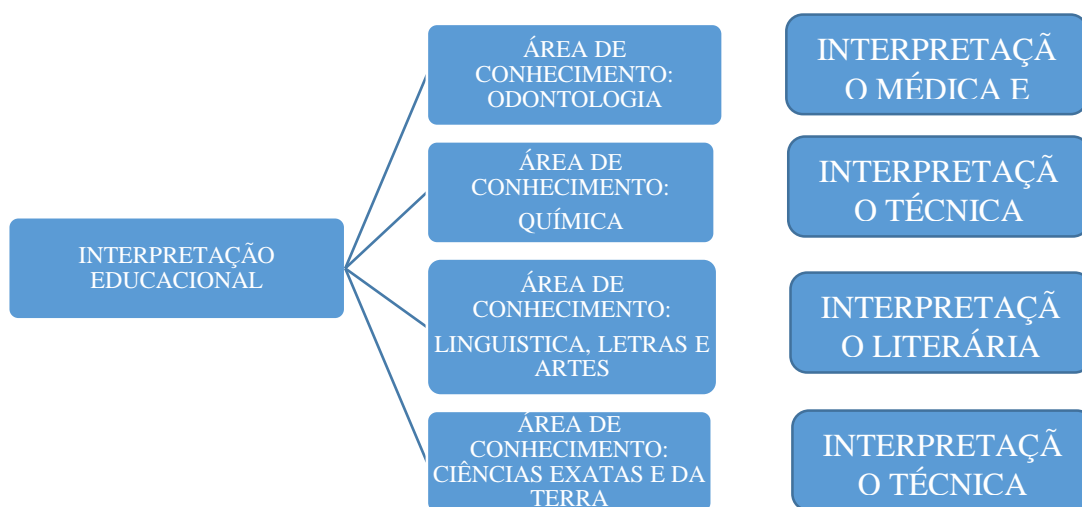 INTERPRETAÇÃO
EDUCACIONAL
ÁREA DE
CONHECIMENTO:
ODONTOLOGIA
ÁREA DE
CONHECIMENTO:
QUÍMICA
ÁREA DE
CONHECIMENTO:
LINGUISTICA, LETRAS E
ARTES
ÁREA DE
CONHECIMENTO:
CIÊNCIAS EXATAS E DA
TERRA
INTERPRETAÇÃ
O MÉDICA E
INTERPRETAÇÃ
O TÉCNICA
INTERPRETAÇÃ
O LITERÁRIA
INTERPRETAÇÃ
O TÉCNICA